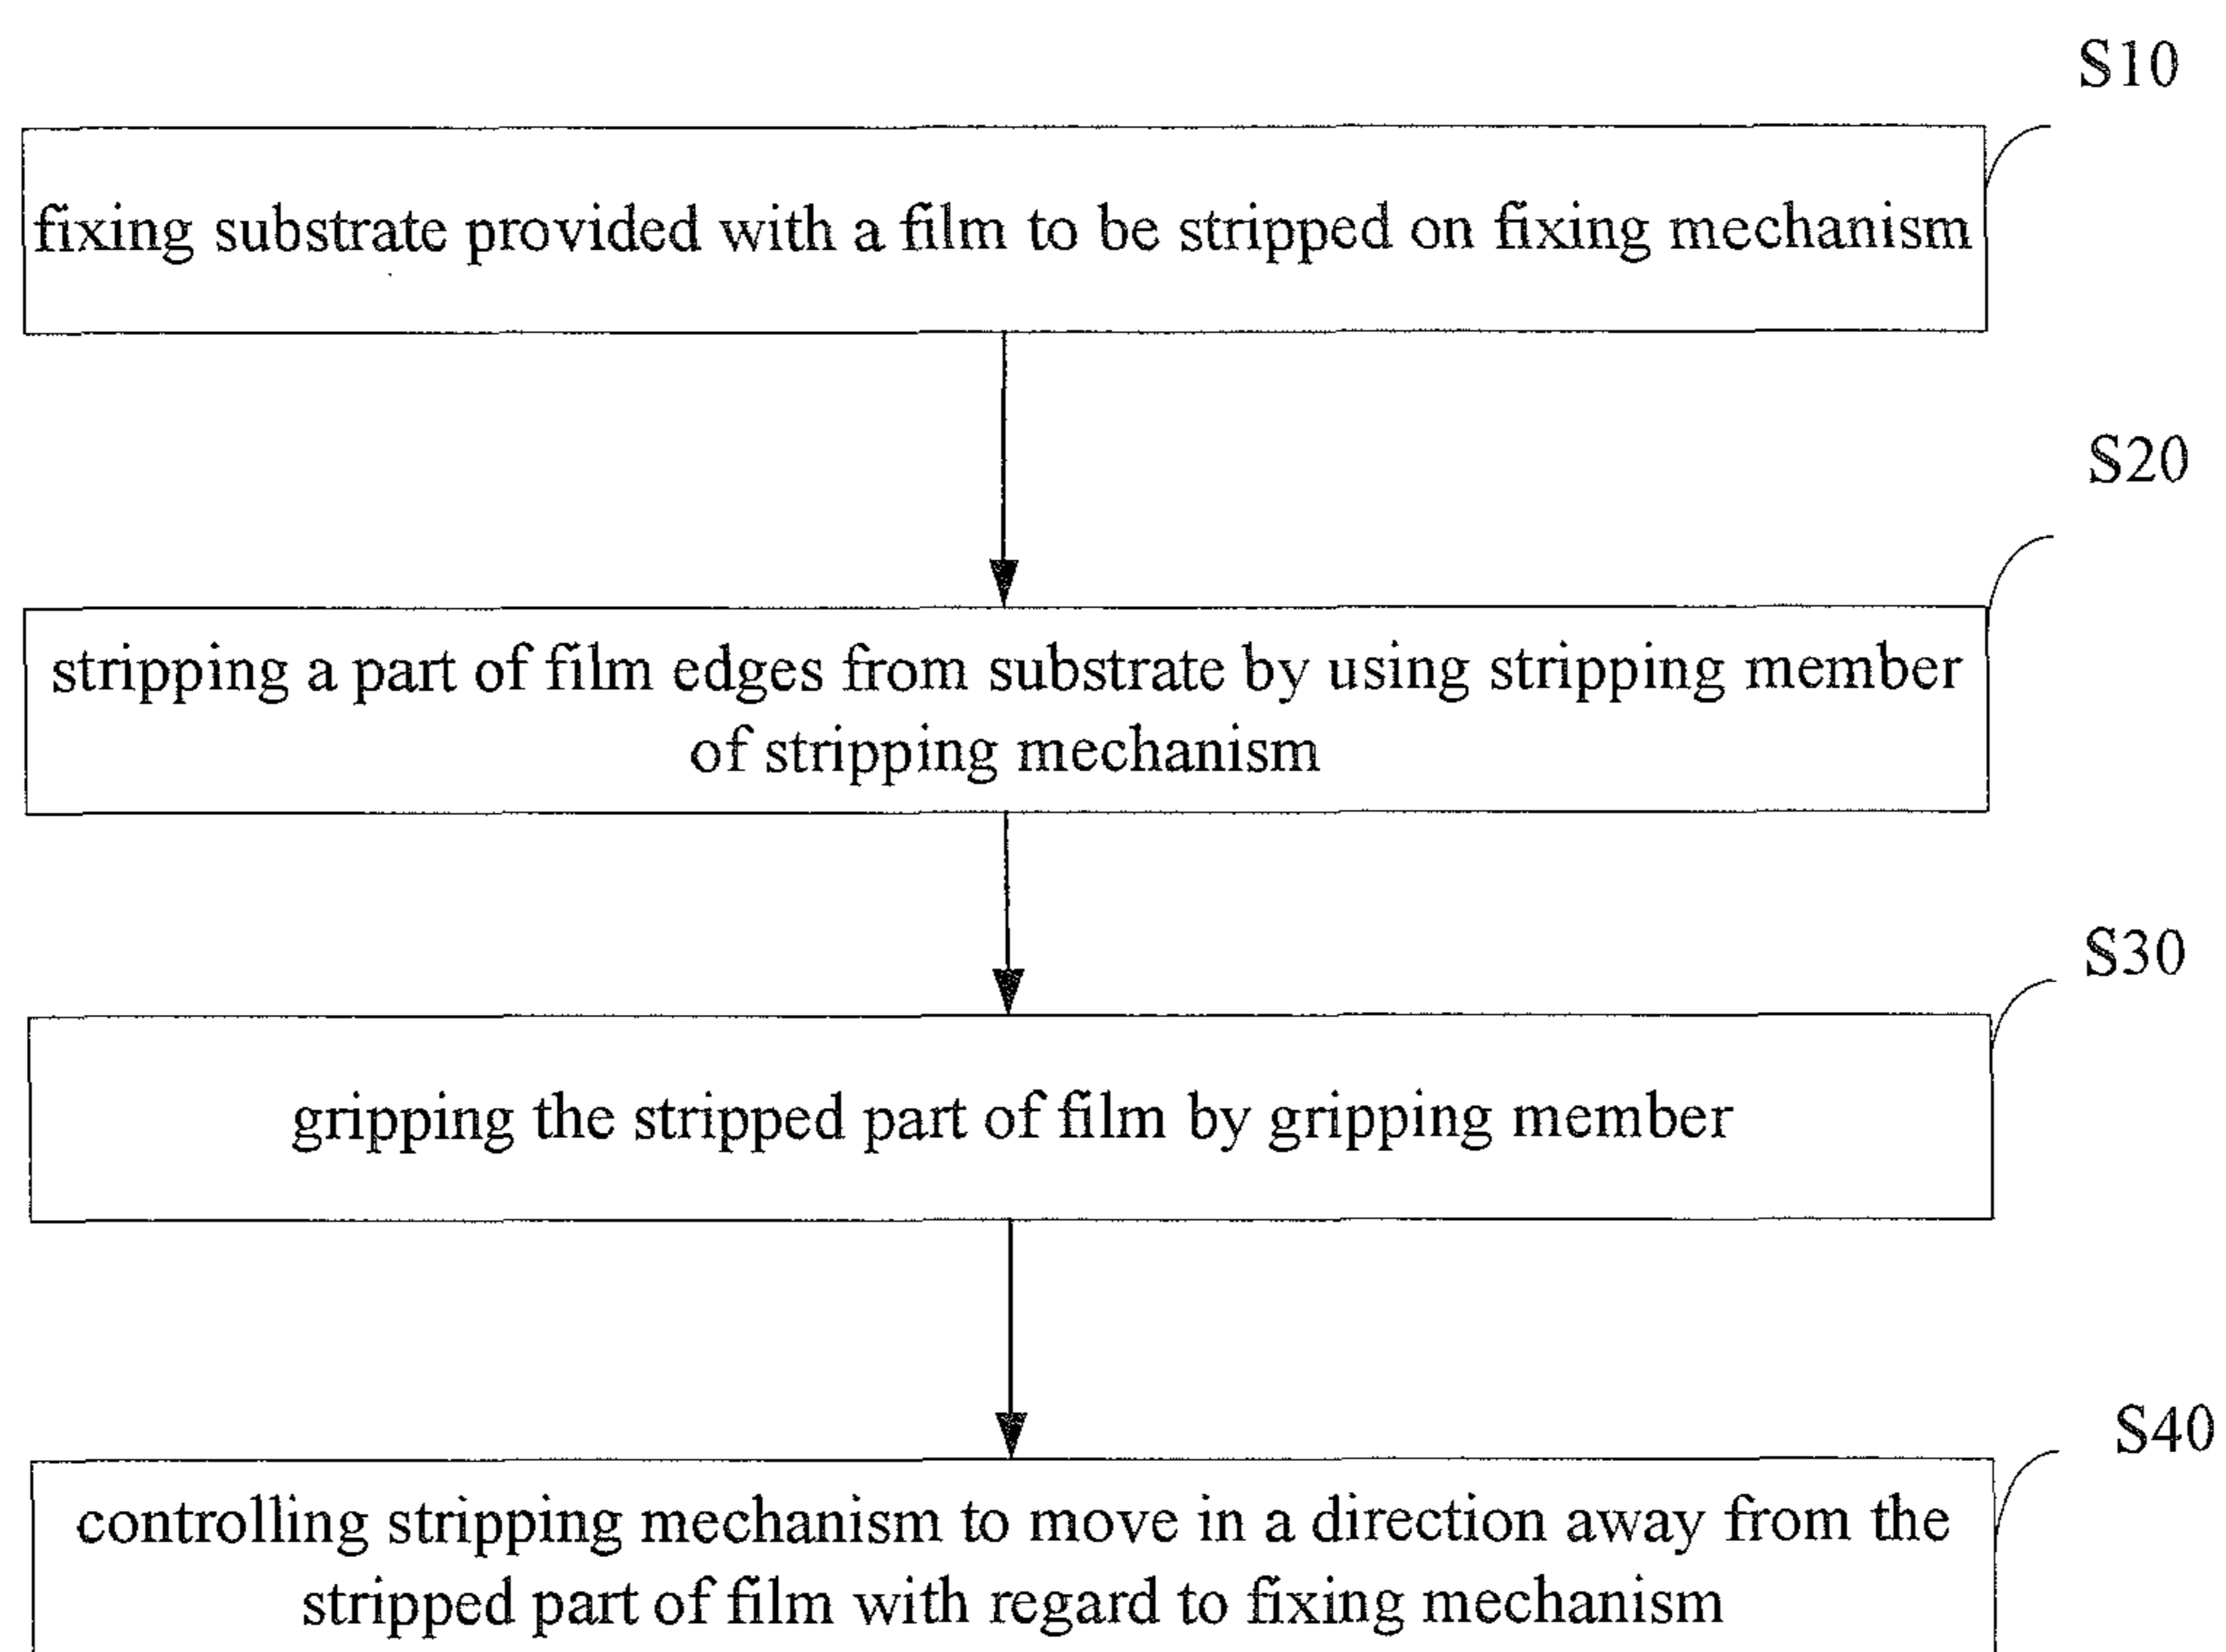 S10
fixing substrate provided with a film to be stripped on fixing mechanism
S20
stripping a part of film edges from substrate by using stripping member
of stripping mechanism
S30
gripping the stripped part of film by gripping member
S40
controlling stripping mechanism to move in a direction away from the
stripped part of film with regard to fixing mechanism